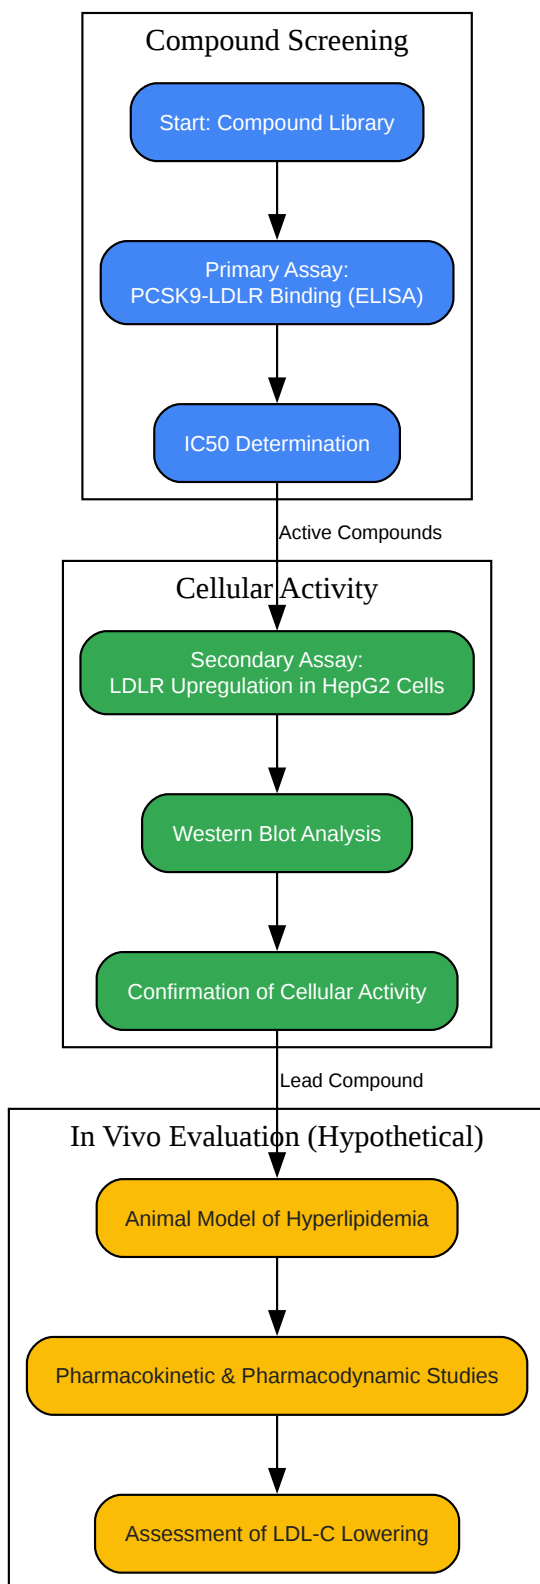 Compound Screening
Start: Compound Library
Primary Assay:
PCSK9-LDLR Binding (ELISA)
IC50 Determination
Active Compounds
Cellular Activity
Secondary Assay:
LDLR Upregulation in HepG2 Cells
Western Blot Analysis
Confirmation of Cellular Activity
Lead Compound
In Vivo Evaluation (Hypothetical)
Animal Model of Hyperlipidemia
Pharmacokinetic & Pharmacodynamic Studies
Assessment of LDL-C Lowering